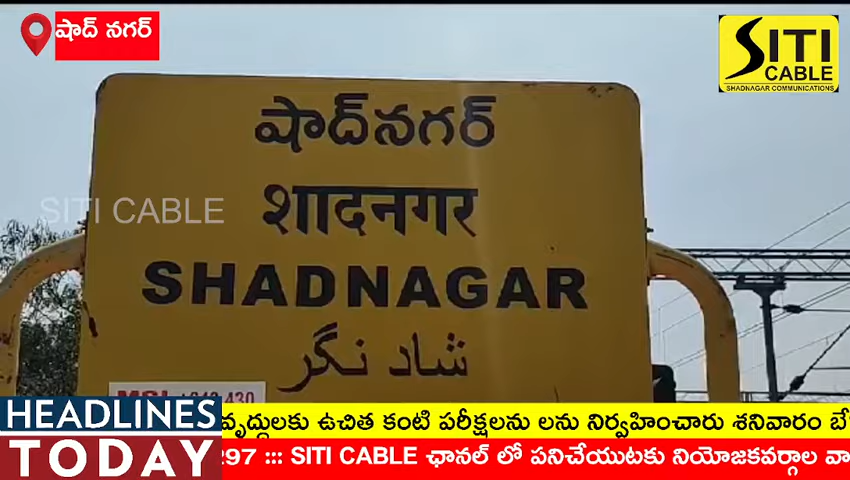 షాద్ నగర్
SITI
CABLE
SHADNAGAR COMMUNICATIONS
షాద్‌నగర్
शादनगर
SITI CABLE
SHADNAGAR
شاد نگر
HEADLINES
TODAY
వృద్ధులకు ఉచిత కంటి పరీక్షలను లను నిర్వహించారు శనివారం
297 ::: SITI CABLE ఛానల్ లో పనిచేయుటకు నియోజకవర్గాల